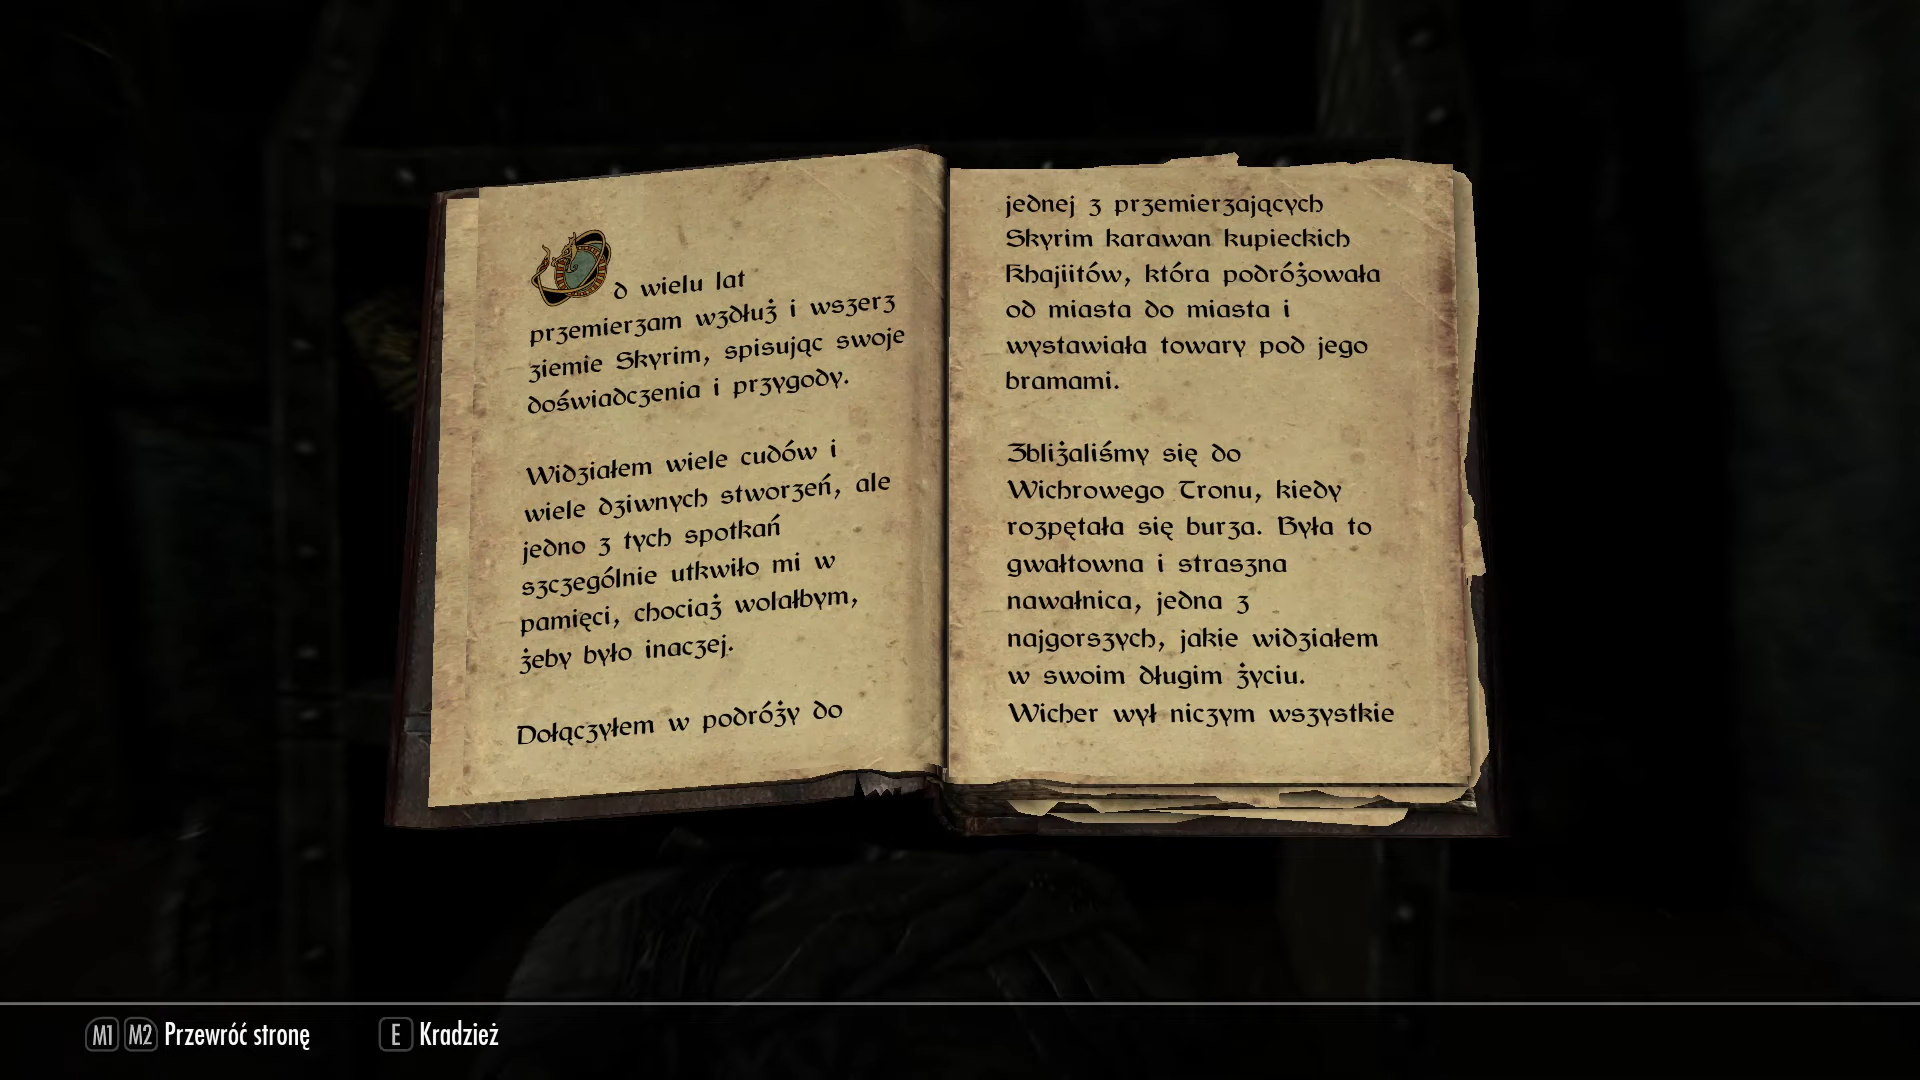 Od wielu lat
przemierzam wzdłuż i wszerz
ziemie Skyrim, spisując swoje
doświadczenia i przygody.
Widziałem wiele cudów i
wiele dziwnych stworzeń, ale
jedno z tych spotkań
szczególnie utkwiło mi w
pamięci, chociaż wolałbym,
żeby było inaczej.
Dołączyłem w podróży do
jednej z przemierzających
Skyrim karawan kupieckich
Khajiitów, która podróżowała
od miasta do miasta i
wystawiała towary pod jego
bramami.
Zbliżaliśmy się do
Wichrowego Tronu, kiedy
rozpętała się burza. Była to
gwałtowna i straszna
nawałnica, jedna z
najgorszych, jakie widziałem
w swoim długim życiu.
Wicher wył niczym wszystkie
M1 M2 Przewróć stronę E Kradzież